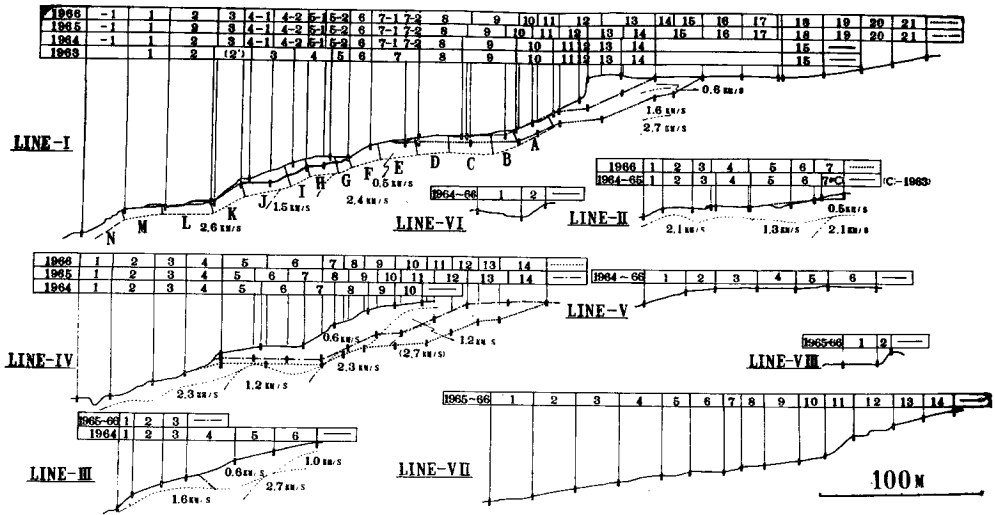 1966 -1 1 2 3 4-1 4-2 5-1 5-2 6 7-1 7-2 8 9 10 11 12 13 14 15 16 17 18 19 20 21
1965 -1 1 2 3 4-1 4-2 5-1 5-2 6 7-1 7-2 8 9 10 11 12 13 14 15 16 17 18 19 20 21
1964 -1 1 2 3 4-1 4-2 5-1 5-2 6 7-1 7-2 8 9 10 11 12 13 14 15
1963 1 2 (2') 3 4 5 6 7 8 9 10 11 12 13 14 15
0.6 KM/S
1.6 KM/S
2.7 KM/S
LINE-I
A B C D E F G H I J K L M N
0.5 KM/S
1.5 KM/S
2.4 KM/S
2.6 KM/S
1964~66 1 2
LINE-VI
1966 1 2 3 4 5 6 7
1964-65 1 2 3 4 5 6 7*C (C:-1963)
LINE-II
0.5 KM/S
2.1 KM/S
1.3 KM/S
2.1 KM/S
1966 1 2 3 4 5 6 7 8 9 10 11 12 13 14
1965 1 2 3 4 5 6 7 8 9 10 11 12 13 14
1964 1 2 3 4 5 6 7 8 9 10
LINE-IV
0.6 KM/S
1.2 KM/S
(2.7 KM/S)
2.3 KM/S
1.2 KM/S
2.3 KM/S
1964~66 1 2 3 4 5 6
LINE-V
1965-66 1 2
LINE-VIII
1965~66 1 2 3
1964 1 2 3 4 5 6
LINE-III
0.6 KM/S
1.0 KM/S
1.6 KM/S
2.7 KM/S
1965~66 1 2 3 4 5 6 7 8 9 10 11 12 13 14
LINE-VII
100 M